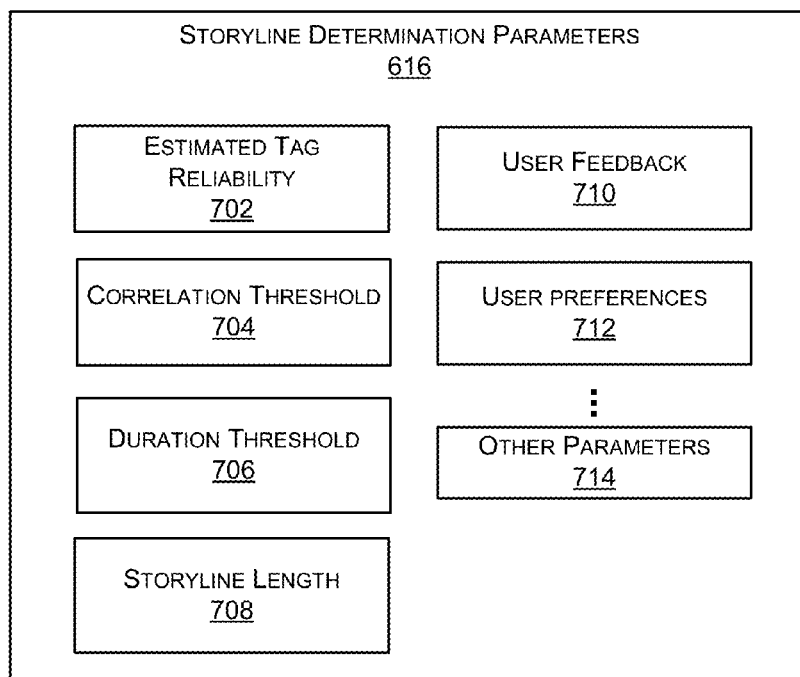 STORYLINE DETERMINATION PARAMETERS
616
ESTIMATED TAG
RELIABILITY
702
CORRELATION THRESHOLD
704
DURATION THRESHOLD
706
STORYLINE LENGTH
708
USER FEEDBACK
710
USER PREFERENCES
712
OTHER PARAMETERS
714